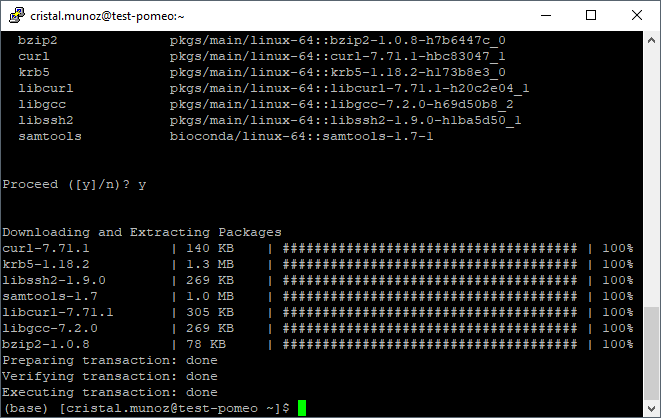 cristal.munoz@test-pomeo:~
bzip2 pkgs/main/linux-64::bzip2-1.0.8-h7b6447c_0
curl pkgs/main/linux-64::curl-7.71.1-hbc83047_1
krb5 pkgs/main/linux-64::krb5-1.18.2-h173b8e3_0
libcurl pkgs/main/linux-64::libcurl-7.71.1-h20c2e04_1
libgcc pkgs/main/linux-64::libgcc-7.2.0-h69d50b8_2
libssh2 pkgs/main/linux-64::libssh2-1.9.0-h1ba5d50_1
samtools bioconda/linux-64::samtools-1.7-1
Proceed ([y]/n)? y
Downloading and Extracting Packages
curl-7.71.1 | 140 KB | ##################################### | 100%
krb5-1.18.2 | 1.3 MB | ##################################### | 100%
libssh2-1.9.0 | 269 KB | ##################################### | 100%
samtools-1.7 | 1.0 MB | ##################################### | 100%
libcurl-7.71.1 | 305 KB | ##################################### | 100%
libgcc-7.2.0 | 269 KB | ##################################### | 100%
bzip2-1.0.8 | 78 KB | ##################################### | 100%
Preparing transaction: done
Verifying transaction: done
Executing transaction: done
(base) [cristal.munoz@test-pomeo ~]$